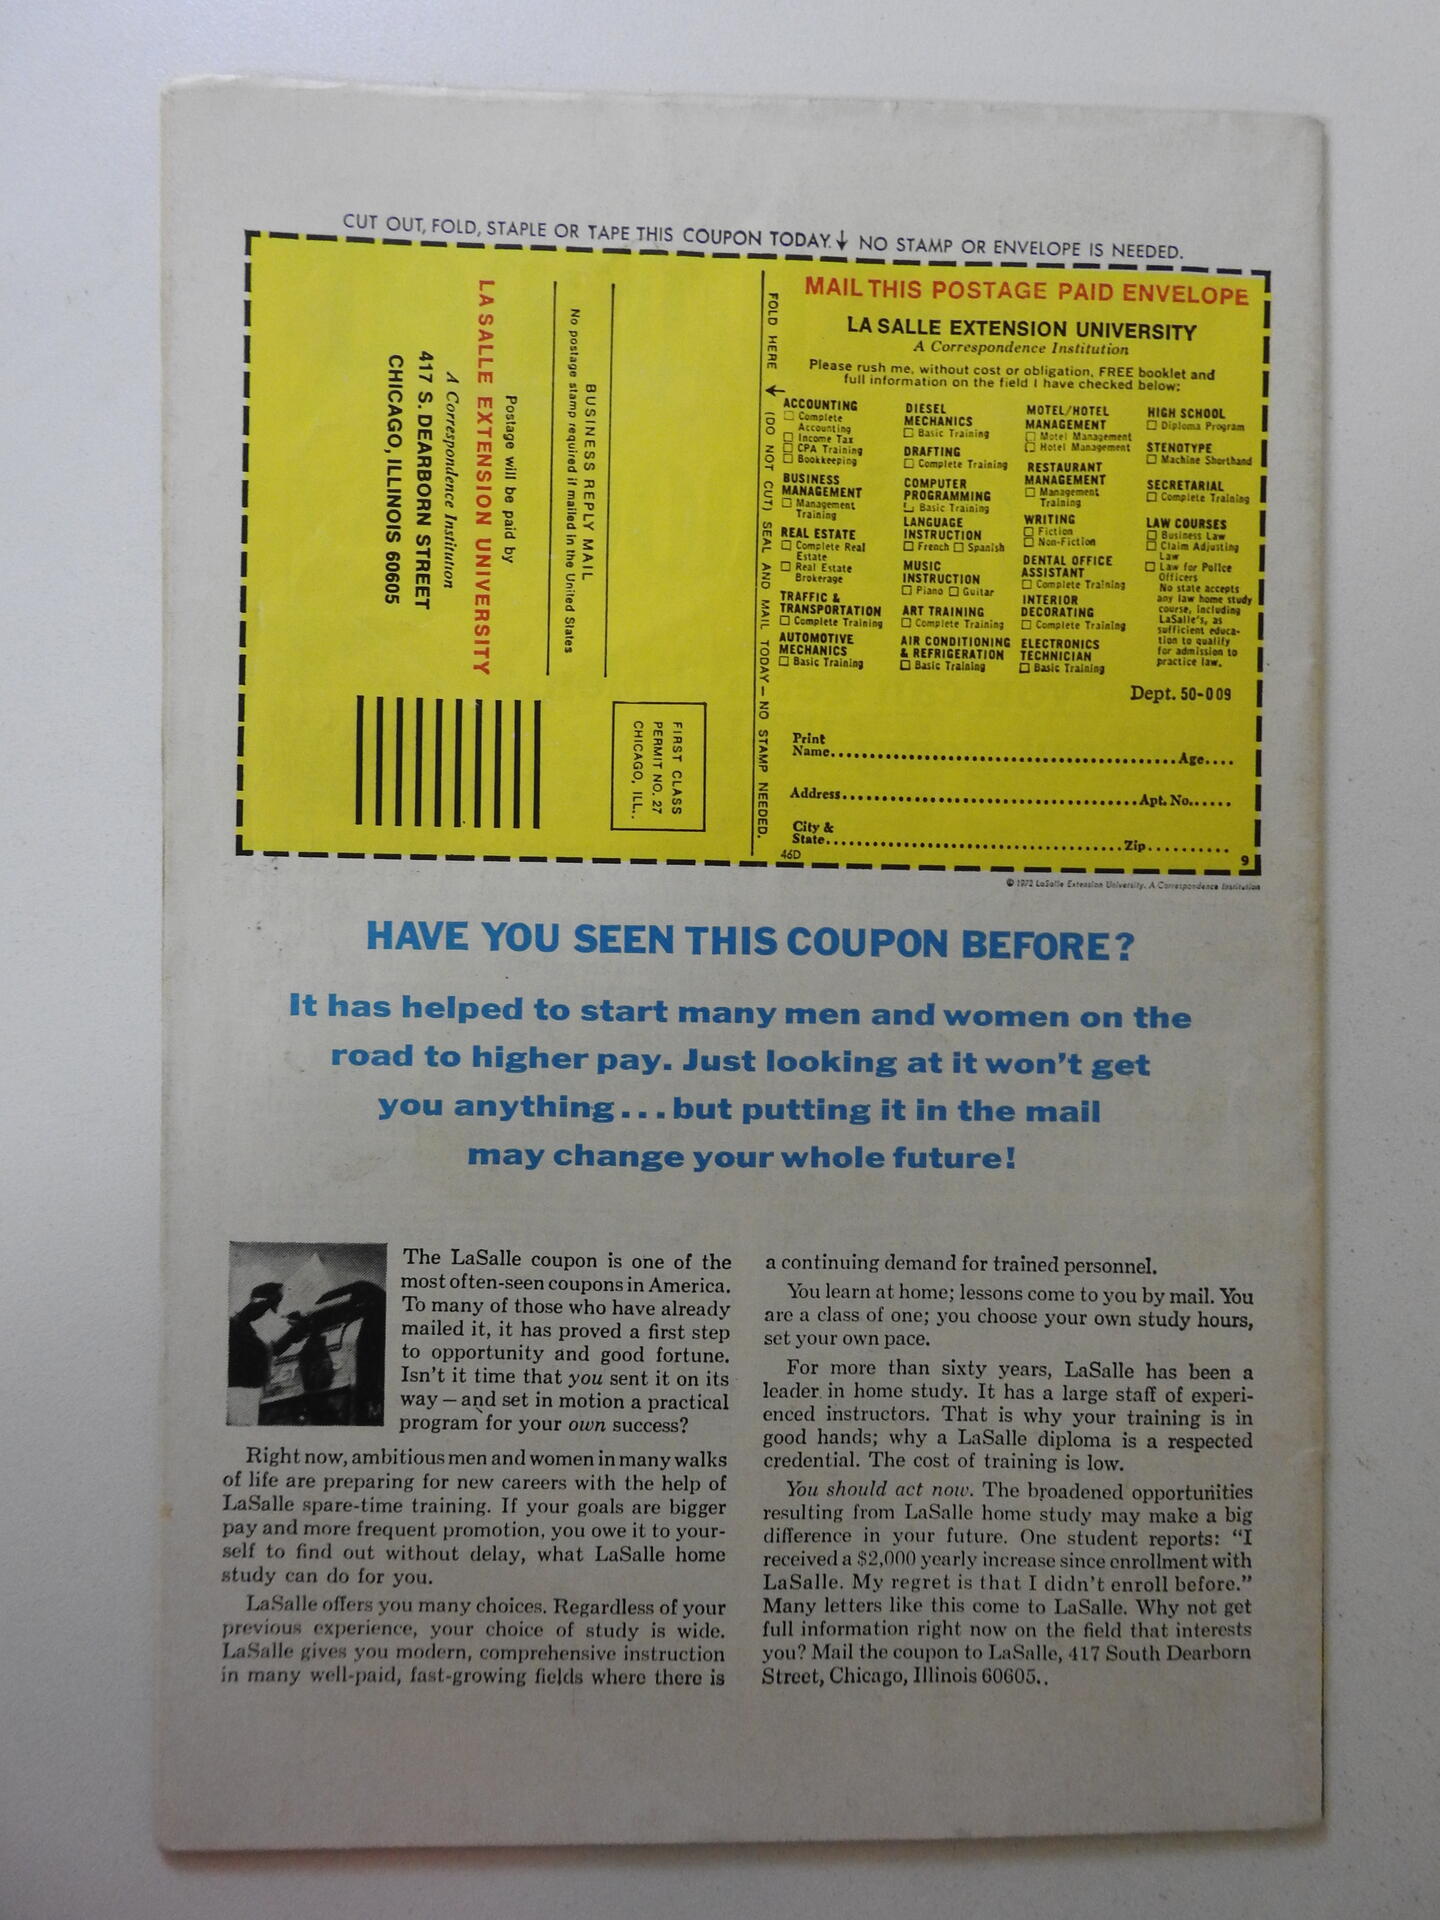 CUT OUT, FOLD, STAPLE OR TAPE THIS COUPON TODAY. ↓ NO STAMP OR ENVELOPE IS NEEDED.
BUSINESS REPLY MAIL
No postage stamp required if mailed in the United States
Postage will be paid by
LA SALLE EXTENSION UNIVERSITY
A Correspondence Institution
417 S. DEARBORN STREET
CHICAGO, ILLINOIS 60605
FIRST CLASS
PERMIT NO. 27
CHICAGO, ILL..
FOLD HERE ↓ (DO NOT CUT) SEAL AND MAIL TODAY — NO STAMP NEEDED.
MAIL THIS POSTAGE PAID ENVELOPE
LA SALLE EXTENSION UNIVERSITY
A Correspondence Institution
Please rush me, without cost or obligation, FREE booklet and
full information on the field I have checked below:
ACCOUNTING
☐ Complete
Accounting
☐ Income Tax
☐ CPA Training
☐ Bookkeeping
BUSINESS
MANAGEMENT
☐ Management
Training
REAL ESTATE
☐ Complete Real
Estate
☐ Real Estate
Brokerage
TRAFFIC &
TRANSPORTATION
☐ Complete Training
AUTOMOTIVE
MECHANICS
☐ Basic Training
DIESEL
MECHANICS
☐ Basic Training
DRAFTING
☐ Complete Training
COMPUTER
PROGRAMMING
☐ Basic Training
LANGUAGE
INSTRUCTION
☐ French ☐ Spanish
MUSIC
INSTRUCTION
☐ Piano ☐ Guitar
ART TRAINING
☐ Complete Training
AIR CONDITIONING
& REFRIGERATION
☐ Basic Training
MOTEL/HOTEL
MANAGEMENT
☐ Motel Management
☐ Hotel Management
RESTAURANT
MANAGEMENT
☐ Management
Training
WRITING
☐ Fiction
☐ Non-Fiction
DENTAL OFFICE
ASSISTANT
☐ Complete Training
INTERIOR
DECORATING
☐ Complete Training
ELECTRONICS
TECHNICIAN
☐ Basic Training
HIGH SCHOOL
☐ Diploma Program
STENOTYPE
☐ Machine Shorthand
SECRETARIAL
☐ Complete Training
LAW COURSES
☐ Business Law
☐ Claim Adjusting
Law
☐ Law for Police
Officers
No state accepts
any law home study
course, including
LaSalle's, as
sufficient educa-
tion to qualify
for admission to
practice law.
Dept. 50-009
Print
Name.................Age....
Address.................Apt. No......
City &
State.................Zip..........
46D
9
© 1972 LaSalle Extension University. A Correspondence Institution
HAVE YOU SEEN THIS COUPON BEFORE?
It has helped to start many men and women on the
road to higher pay. Just looking at it won't get
you anything...but putting it in the mail
may change your whole future!
The LaSalle coupon is one of the
most often-seen coupons in America.
To many of those who have already
mailed it, it has proved a first step
to opportunity and good fortune.
Isn't it time that you sent it on its
way — and set in motion a practical
program for your own success?
Right now, ambitious men and women in many walks
of life are preparing for new careers with the help of
LaSalle spare-time training. If your goals are bigger
pay and more frequent promotion, you owe it to your-
self to find out without delay, what LaSalle home
study can do for you.
LaSalle offers you many choices. Regardless of your
previous experience, your choice of study is wide.
LaSalle gives you modern, comprehensive instruction
in many well-paid, fast-growing fields where there is
a continuing demand for trained personnel.
You learn at home; lessons come to you by mail. You
are a class of one; you choose your own study hours,
set your own pace.
For more than sixty years, LaSalle has been a
leader in home study. It has a large staff of experi-
enced instructors. That is why your training is in
good hands; why a LaSalle diploma is a respected
credential. The cost of training is low.
You should act now. The broadened opportunities
resulting from LaSalle home study may make a big
difference in your future. One student reports: "I
received a $2,000 yearly increase since enrollment with
LaSalle. My regret is that I didn't enroll before."
Many letters like this come to LaSalle. Why not get
full information right now on the field that interests
you? Mail the coupon to LaSalle, 417 South Dearborn
Street, Chicago, Illinois 60605..